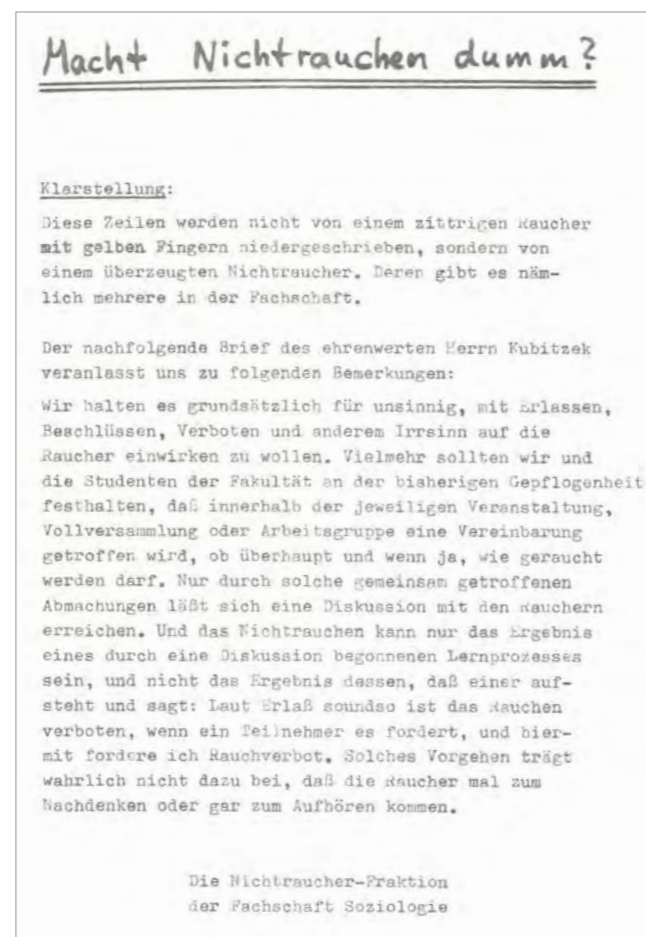 Macht Nichtrauchen dumm?
Klarstellung:
Diese Zeilen werden nicht von einem zittrigen Raucher
mit gelben Fingern niedergeschrieben, sondern von
einem überzeugten Nichtraucher. Deren gibt es näm-
lich mehrere in der Fachschaft.
Der nachfolgende Brief des ehrenwerten Herrn Kubitzek
veranlasst uns zu folgenden Bemerkungen:
Wir halten es grundsätzlich für unsinnig, mit Erlassen,
Beschlüssen, Verboten und anderem Irrsinn auf die
Raucher einwirken zu wollen. Vielmehr sollten wir und
die Studenten der Fakultät an der bisherigen Gepflogenheit
festhalten, daß innerhalb der jeweiligen Veranstaltung,
Vollversammlung oder Arbeitsgruppe eine Vereinbarung
getroffen wird, ob überhaupt und wenn ja, wie geraucht
werden darf. Nur durch solche gemeinsam getroffenen
Abmachungen läßt sich eine Diskussion mit den Rauchern
erreichen. Und das Nichtrauchen kann nur das Ergebnis
eines durch eine Diskussion begonnenen Lernprozesses
sein, und nicht das Ergebnis dessen, daß einer auf-
steht und sagt: Laut Erlaß soundso ist das Rauchen
verboten, wenn ein Teilnehmer es fordert, und hier-
mit fordere ich Rauchverbot. Solches Vorgehen trägt
wahrlich nicht dazu bei, daß die Raucher mal zum
Nachdenken oder gar zum Aufhören kommen.
Die Nichtraucher-Fraktion
der Fachschaft Soziologie